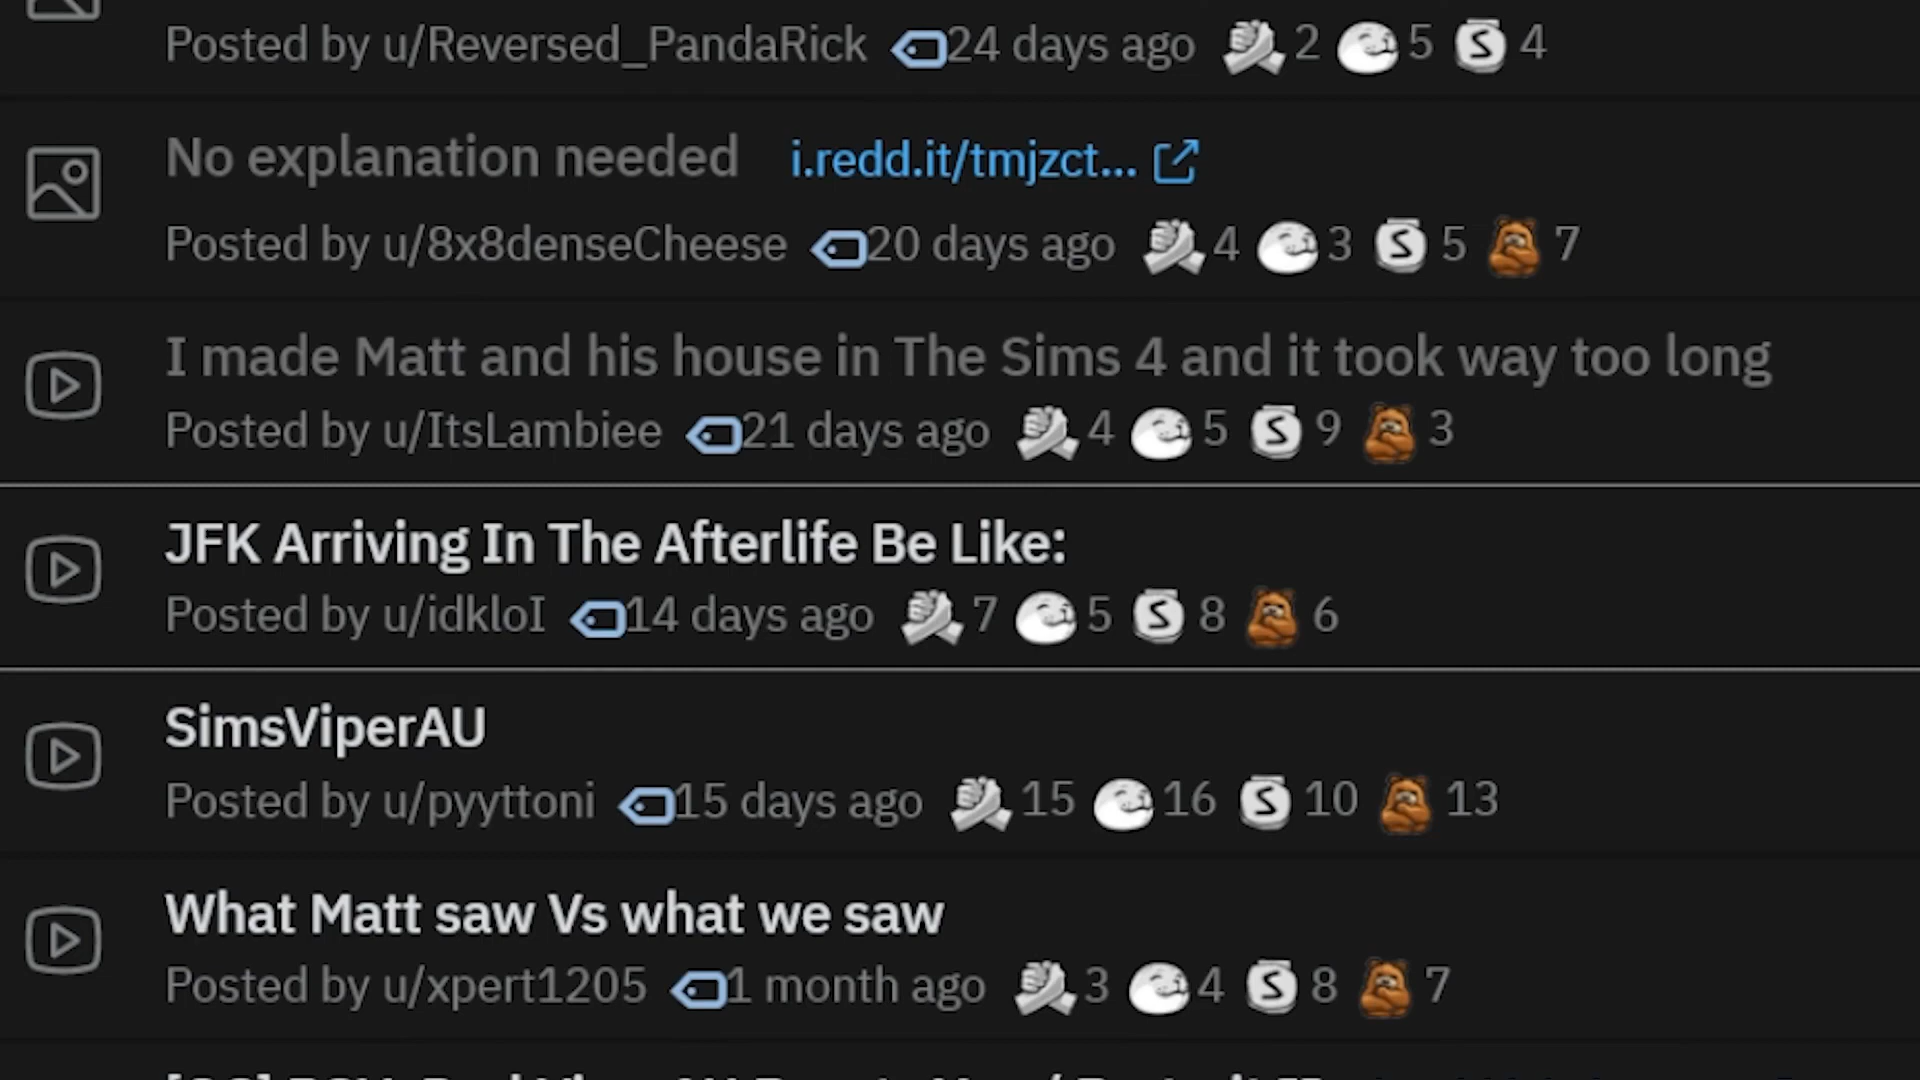 Posted by u/Reversed_PandaRick 24 days ago 2 5 S 4
No explanation needed i.redd.it/tmjzct...
Posted by u/8x8denseCheese 20 days ago 4 3 S 5 7
I made Matt and his house in The Sims 4 and it took way too long
Posted by u/ItsLambiee 21 days ago 4 5 S 9 3
JFK Arriving In The Afterlife Be Like:
Posted by u/idkloI 14 days ago 7 5 S 8 6
SimsViperAU
Posted by u/pyyttoni 15 days ago 15 16 S 10 13
What Matt saw Vs what we saw
Posted by u/xpert1205 1 month ago 3 4 S 8 7